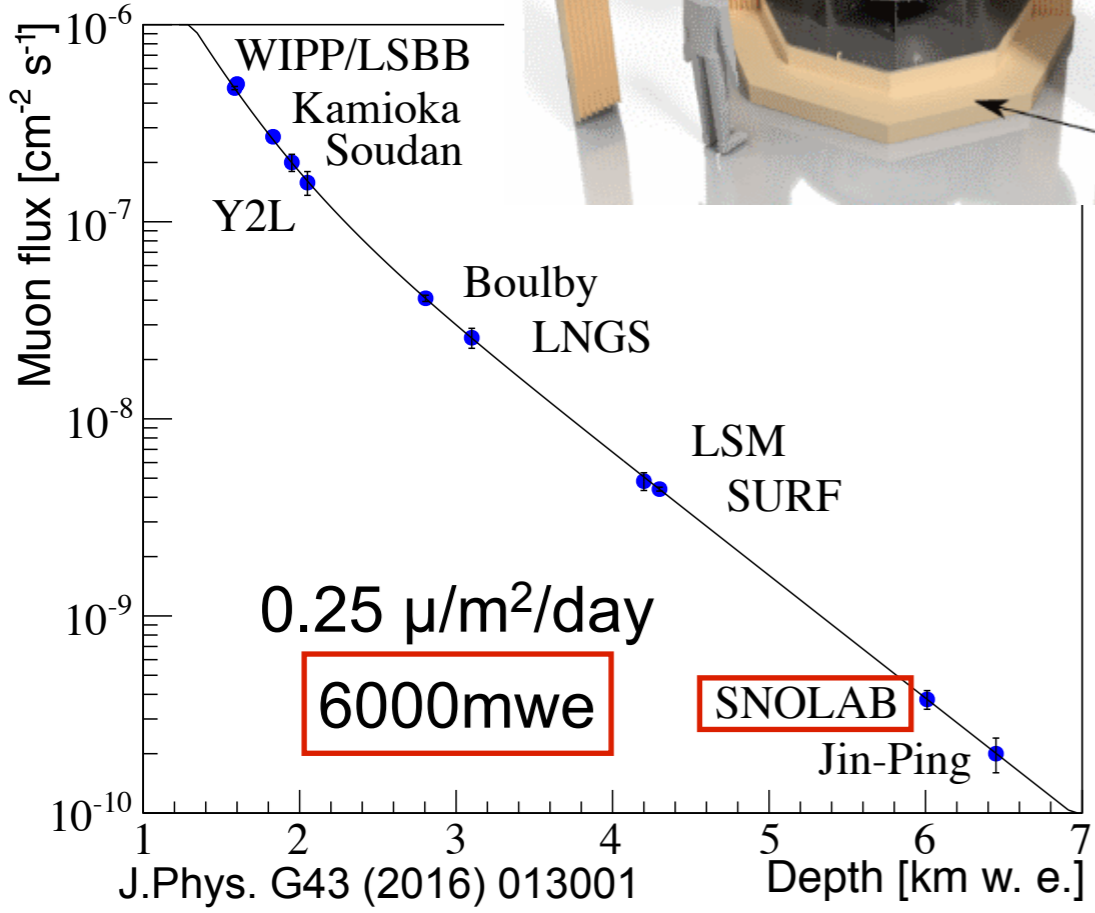 Muon flux [cm⁻² s⁻¹]
10⁻⁶
WIPP/LSBB
Kamioka
Soudan
10⁻⁷
Y2L
Boulby
LNGS
10⁻⁸
LSM
SURF
10⁻⁹
0.25 μ/m²/day
6000mwe
SNOLAB
Jin-Ping
10⁻¹⁰
1 2 3 4 5 6 7
J.Phys. G43 (2016) 013001 Depth [km w. e.]